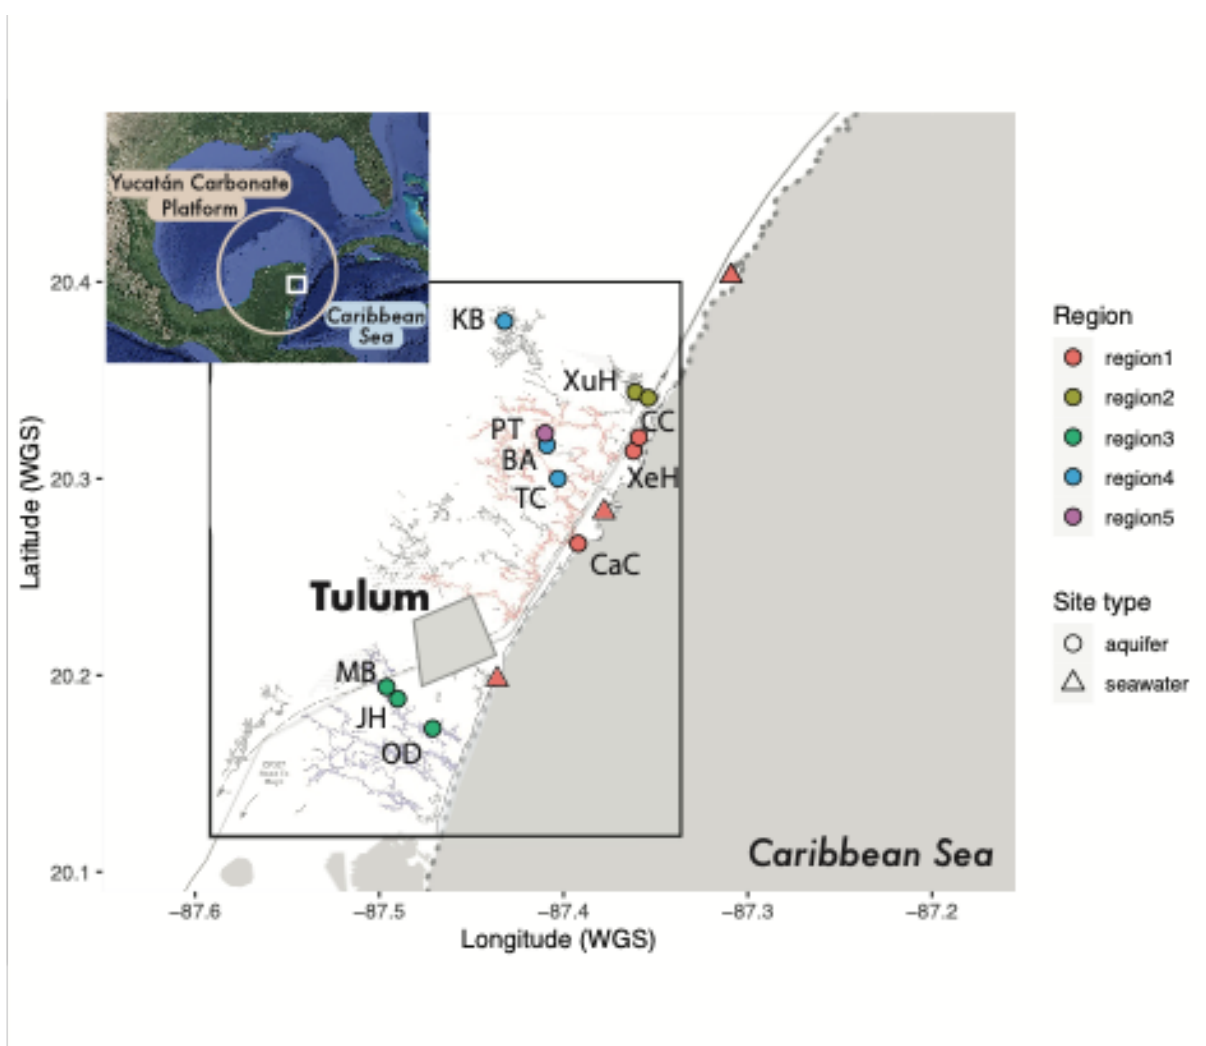 Yucatán Carbonate
Platform
Caribbean
Sea
20.4
20.3
20.2
20.1
Latitude (WGS)
KB
XuH
CC
PT
BA
XeH
TC
CaC
Tulum
MB
JH
OD
Caribbean Sea
−87.6
−87.5
−87.4
−87.3
−87.2
Longitude (WGS)
Region
region1
region2
region3
region4
region5
Site type
aquifer
seawater